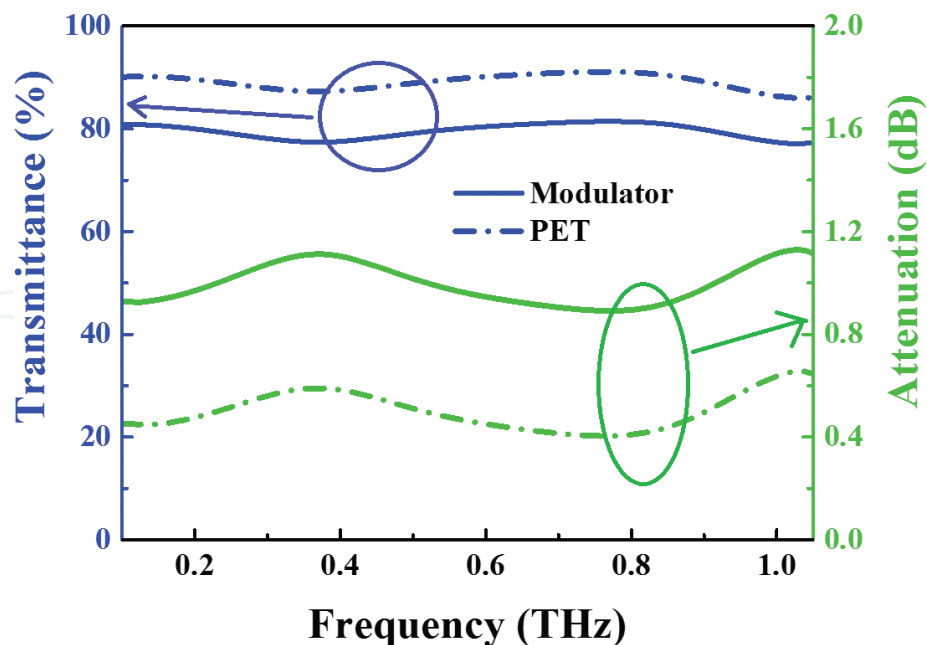 Transmittance (%)
100
80
60
40
20
0
Modulator
PET
2.0
1.6
1.2
0.8
0.4
0.0
Attenuation (dB)
0.2 0.4 0.6 0.8 1.0
Frequency (THz)